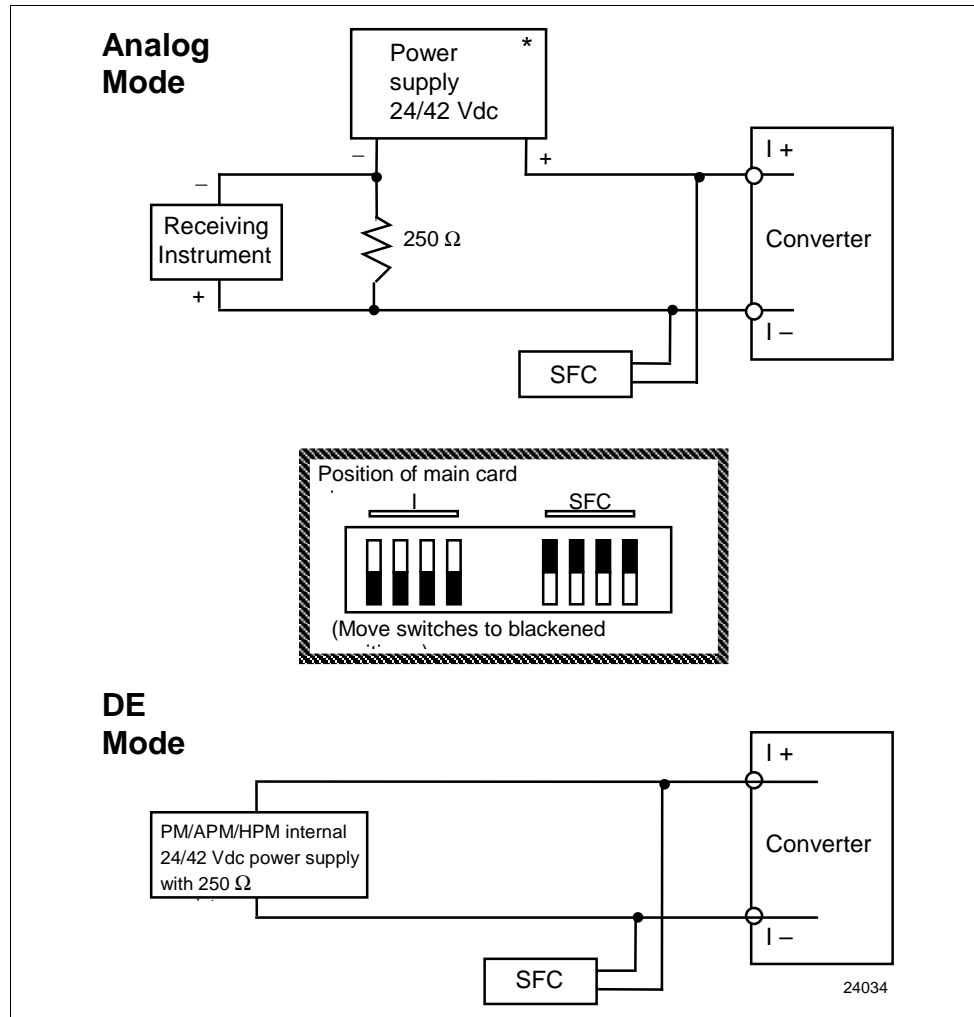 Analog
Mode
Power *
supply
24/42 Vdc
–
+
I +
–
Receiving
Instrument
250 Ω
Converter
+
I –
SFC
Position of main card
I
SFC
(Move switches to blackened
DE
Mode
I +
PM/APM/HPM internal
24/42 Vdc power supply
with 250 Ω
Converter
I –
SFC
24034